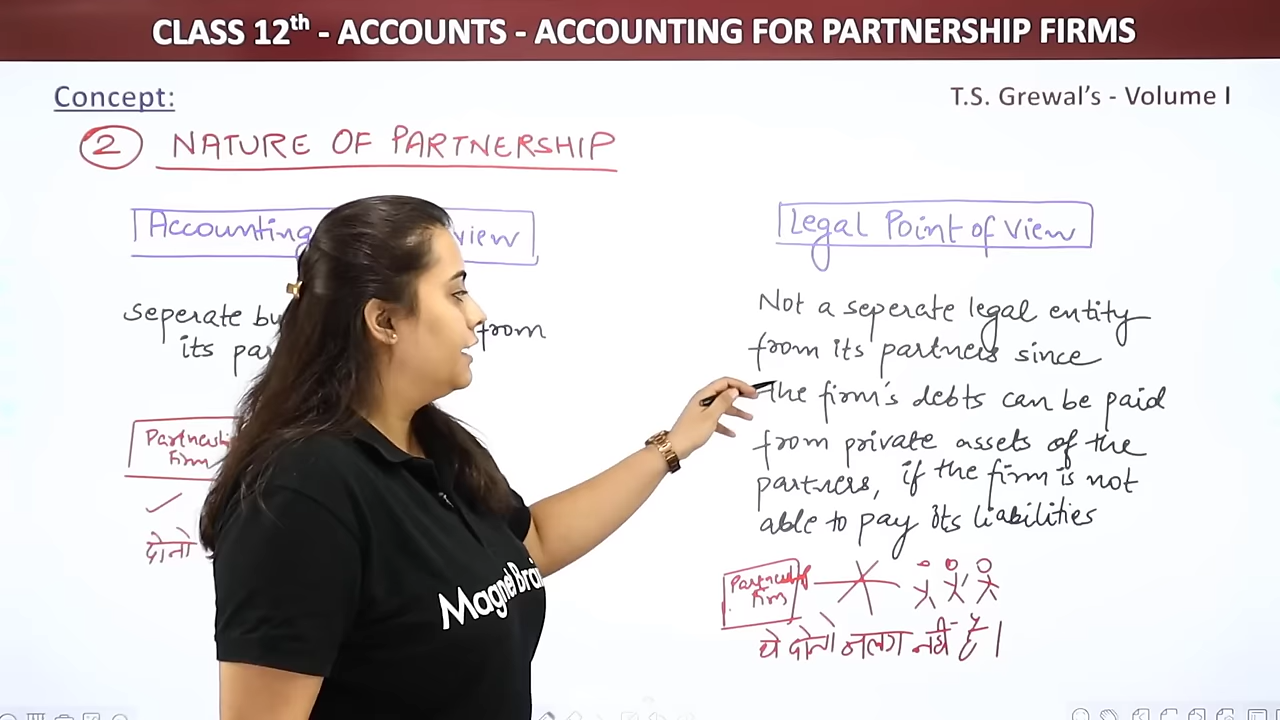 CLASS 12th - ACCOUNTS - ACCOUNTING FOR PARTNERSHIP FIRMS
Concept:
T.S. Grewal's - Volume I
2 NATURE OF PARTNERSHIP
Accounting view
seperate from
its
Partnership
Firm
दोनो
Legal Point of View
Not a seperate legal entity
from its partners since
The firm's debts can be paid
from private assets of the
partners, if the firm is not
able to pay its liabilities
Partnership
Firm
ये दोनो अलग नहीं है।
Magnet Brains